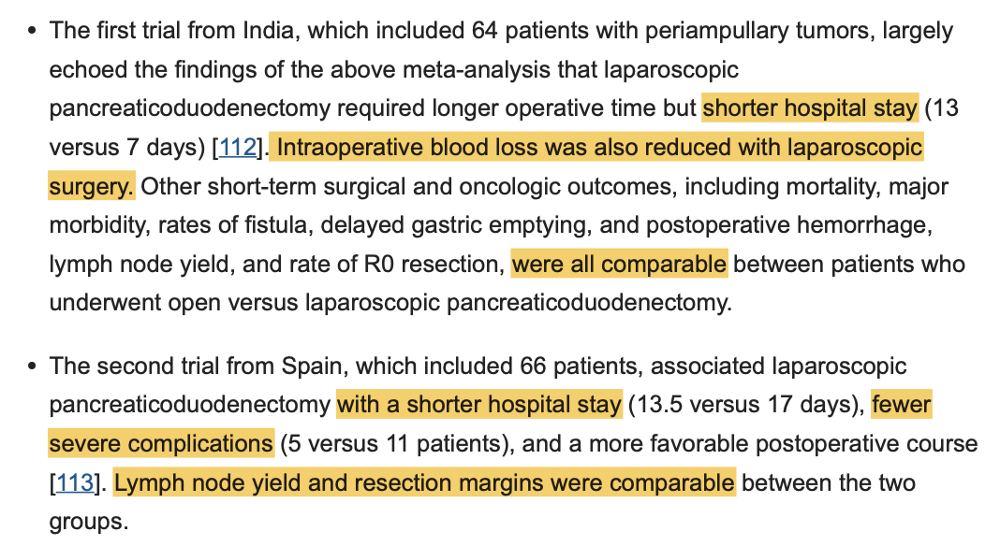 • The first trial from India, which included 64 patients with periampullary tumors, largely
echoed the findings of the above meta-analysis that laparoscopic
pancreaticoduodenectomy required longer operative time but shorter hospital stay (13
versus 7 days) [112]. Intraoperative blood loss was also reduced with laparoscopic
surgery. Other short-term surgical and oncologic outcomes, including mortality, major
morbidity, rates of fistula, delayed gastric emptying, and postoperative hemorrhage,
lymph node yield, and rate of R0 resection, were all comparable between patients who
underwent open versus laparoscopic pancreaticoduodenectomy.
• The second trial from Spain, which included 66 patients, associated laparoscopic
pancreaticoduodenectomy with a shorter hospital stay (13.5 versus 17 days), fewer
severe complications (5 versus 11 patients), and a more favorable postoperative course
[113]. Lymph node yield and resection margins were comparable between the two
groups.